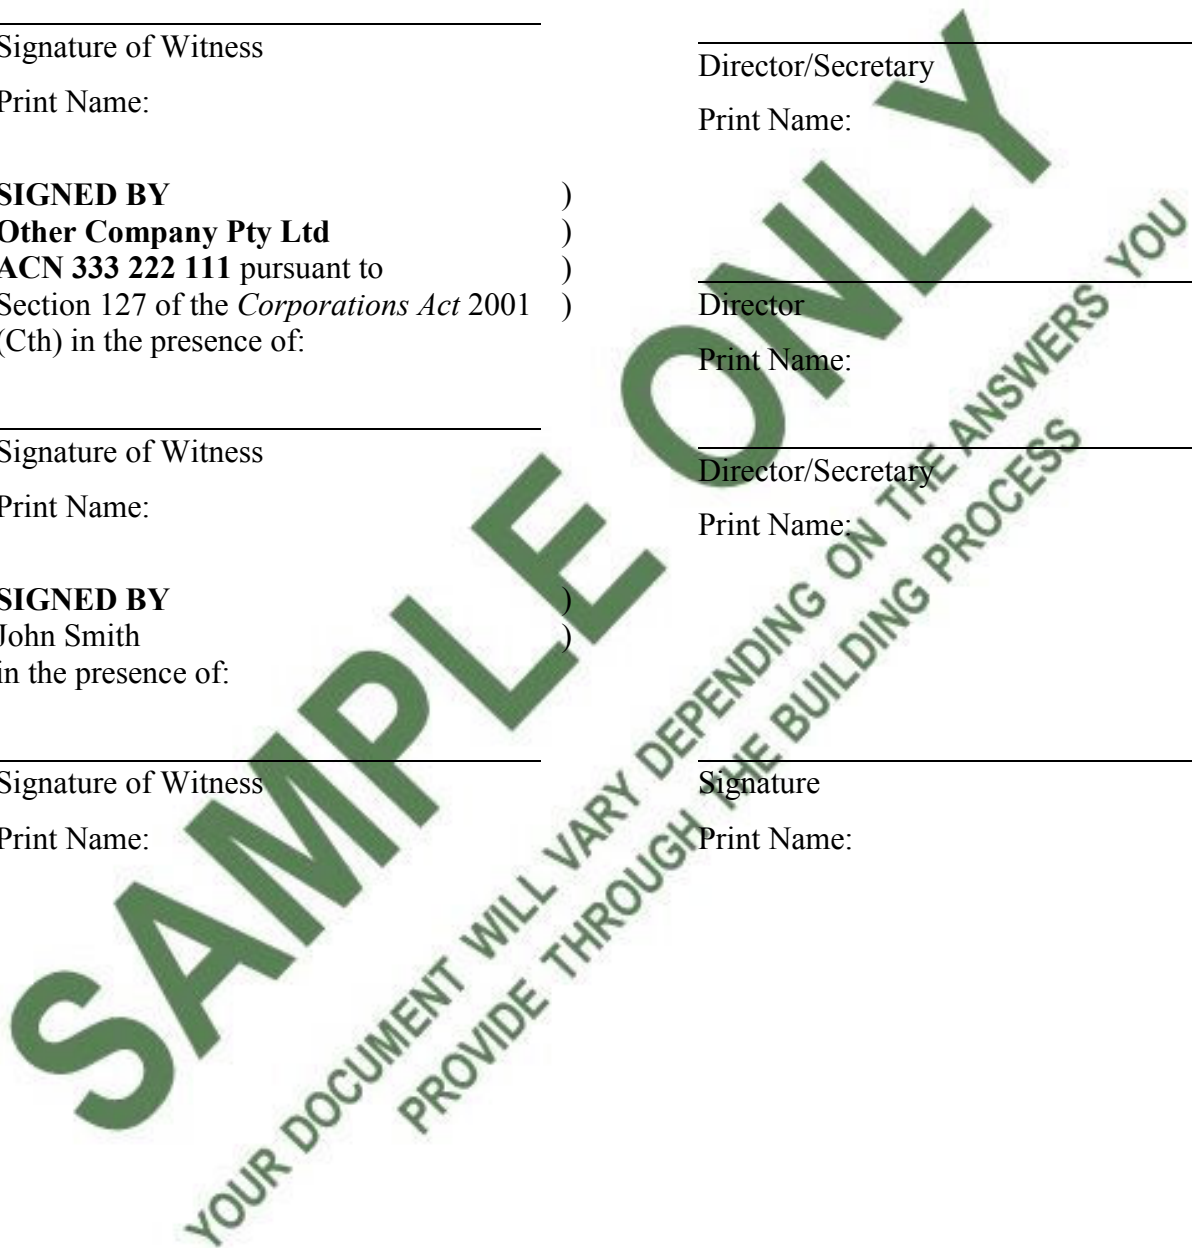 Signature of Witness
Print Name:
Director/Secretary
Print Name:
SIGNED BY )
Other Company Pty Ltd )
ACN 333 222 111 pursuant to )
Section 127 of the Corporations Act 2001 )
(Cth) in the presence of:
Director
Print Name:
Signature of Witness
Print Name:
Director/Secretary
Print Name:
SIGNED BY )
John Smith )
in the presence of:
Signature of Witness
Print Name:
Signature
Print Name:
SAMPLE ONLY
YOUR DOCUMENT WILL VARY DEPENDING ON THE ANSWERS YOU
PROVIDE THROUGH THE BUILDING PROCESS